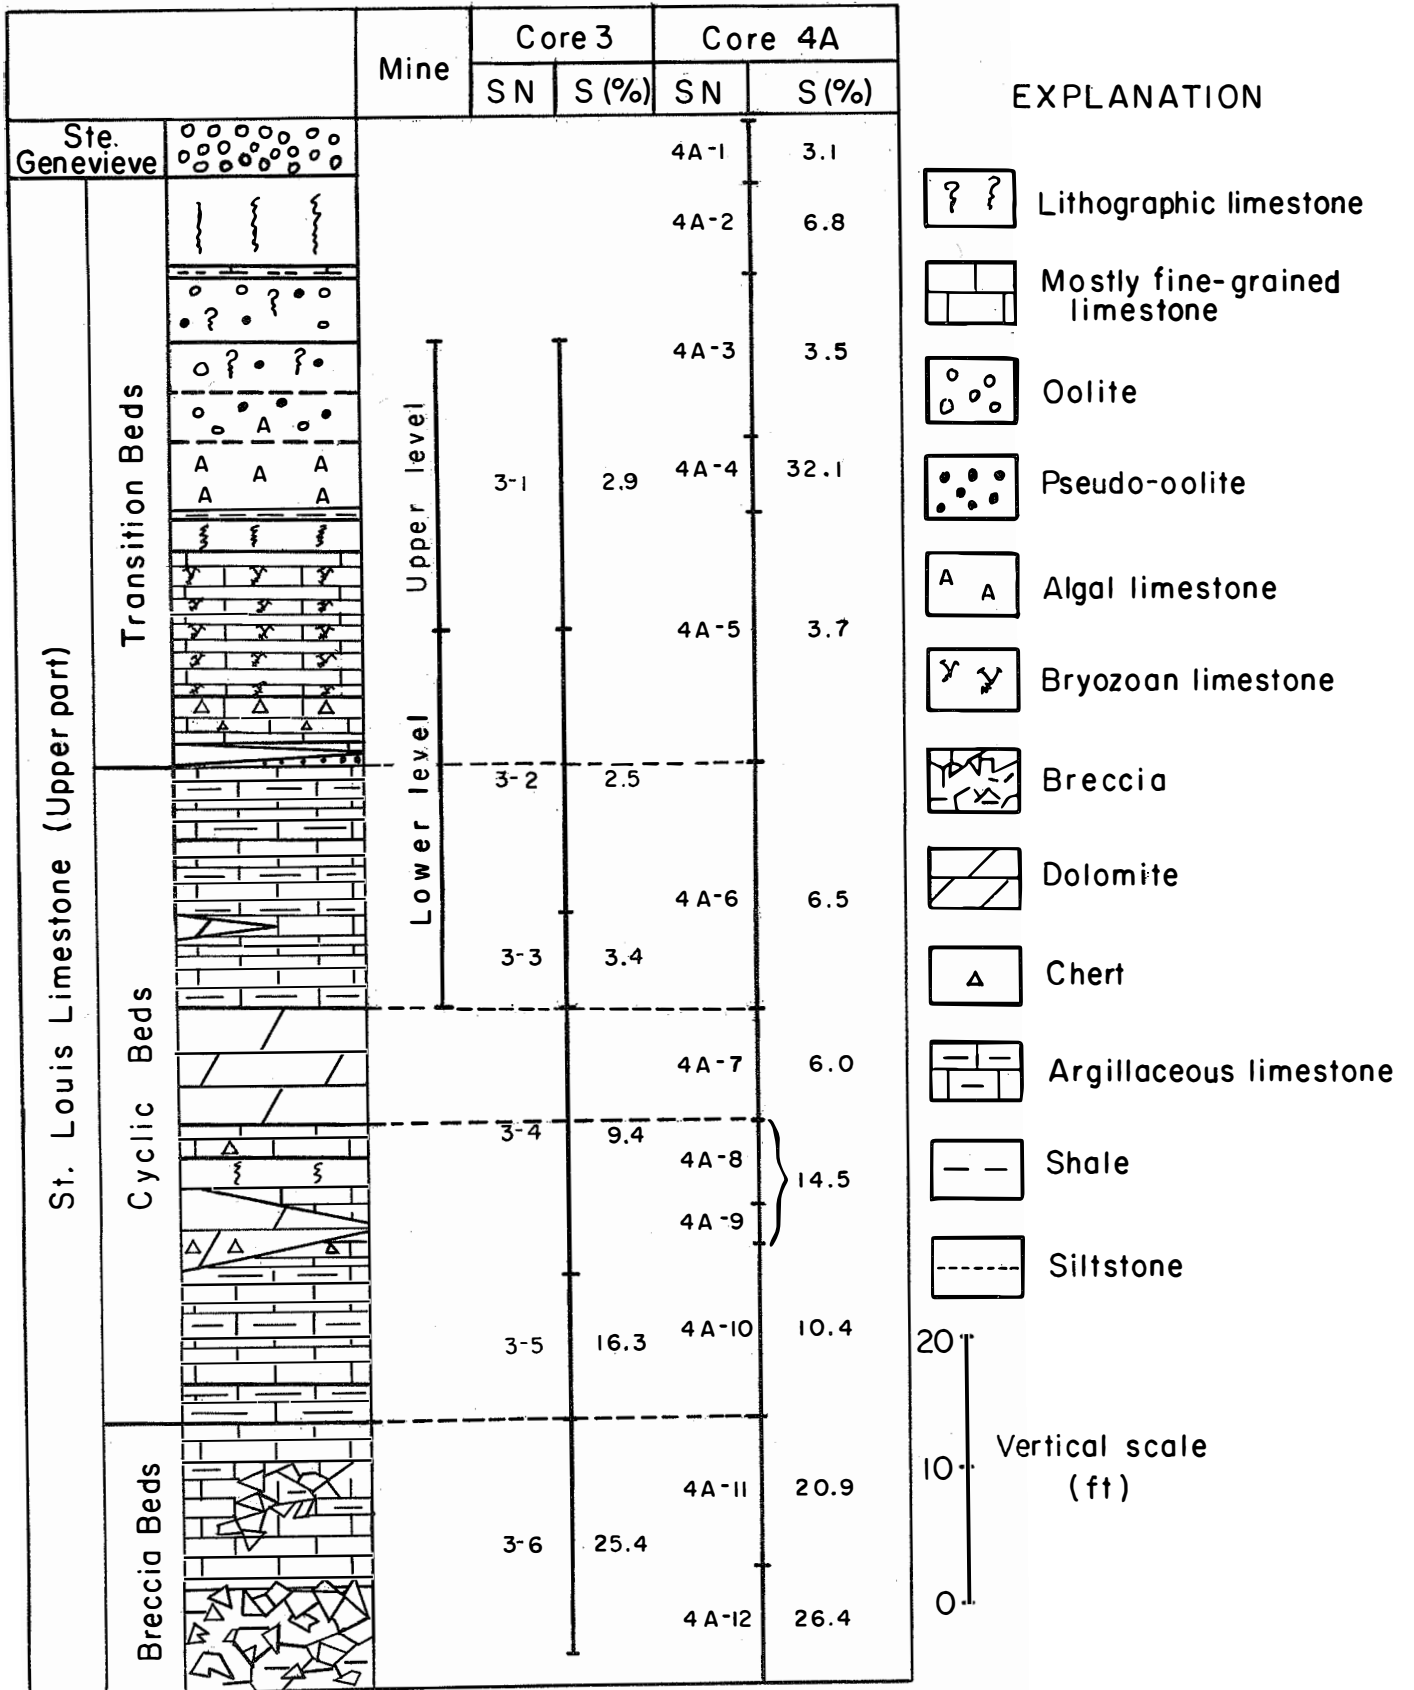 Mine
Core 3
Core 4A
SN
S (%)
SN
S (%)
Ste.
Genevieve
St. Louis Limestone (Upper part)
Transition Beds
Cyclic Beds
Breccia Beds
A
A A A
A A
Upper level
Lower level
3-1 2.9
3-2 2.5
3-3 3.4
3-4 9.4
3-5 16.3
3-6 25.4
4A-1 3.1
4A-2 6.8
4A-3 3.5
4A-4 32.1
4A-5 3.7
4A-6 6.5
4A-7 6.0
4A-8
14.5
4A-9
4A-10 10.4
4A-11 20.9
4A-12 26.4
EXPLANATION
Lithographic limestone
Mostly fine-grained
limestone
Oolite
Pseudo-oolite
A A
Algal limestone
Bryozoan limestone
Breccia
Dolomite
Chert
Argillaceous limestone
Shale
Siltstone
20
10
0
Vertical scale
(ft)